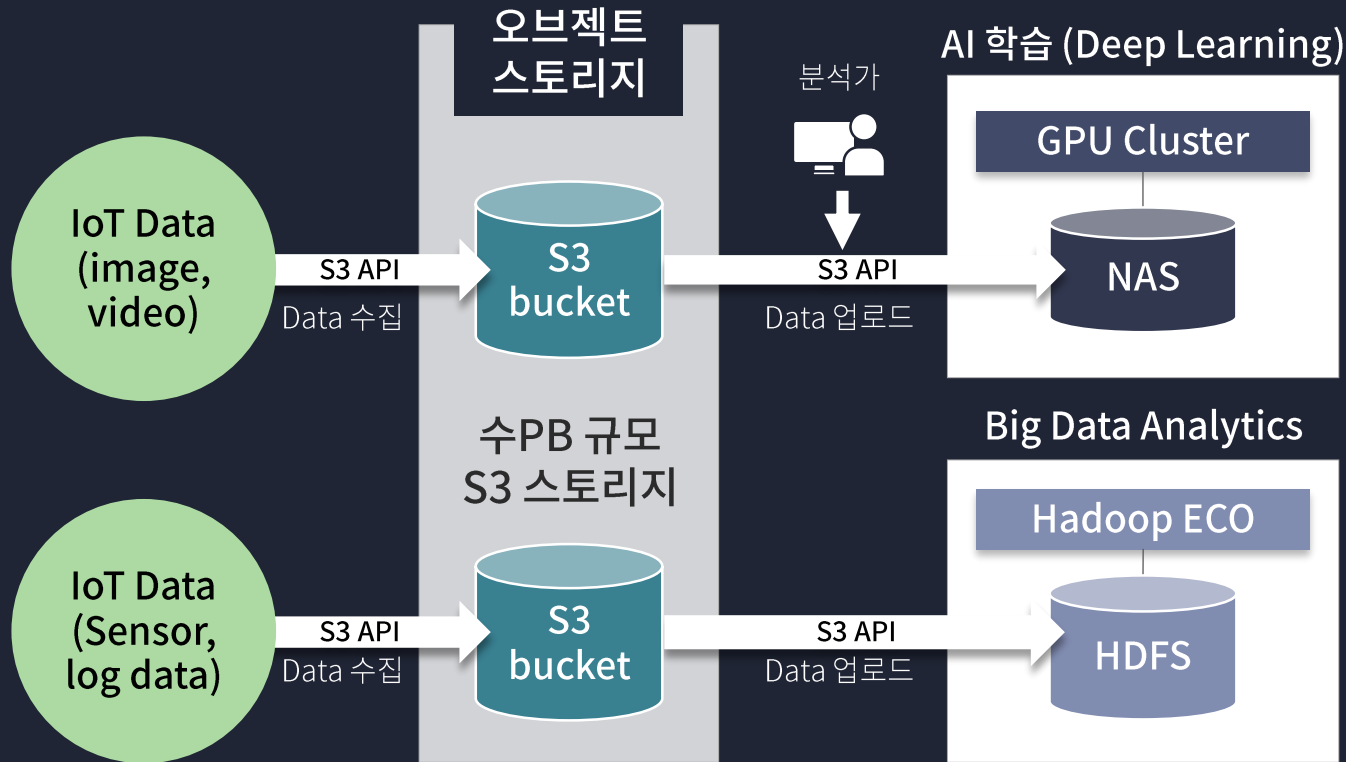 오브젝트
스토리지
분석가
AI 학습 (Deep Learning)
GPU Cluster
IoT Data
(image,
video)
S3 API
Data 수집
S3
bucket
S3 API
Data 업로드
NAS
수PB 규모
S3 스토리지
Big Data Analytics
Hadoop ECO
IoT Data
(Sensor,
log data)
S3 API
Data 수집
S3
bucket
S3 API
Data 업로드
HDFS